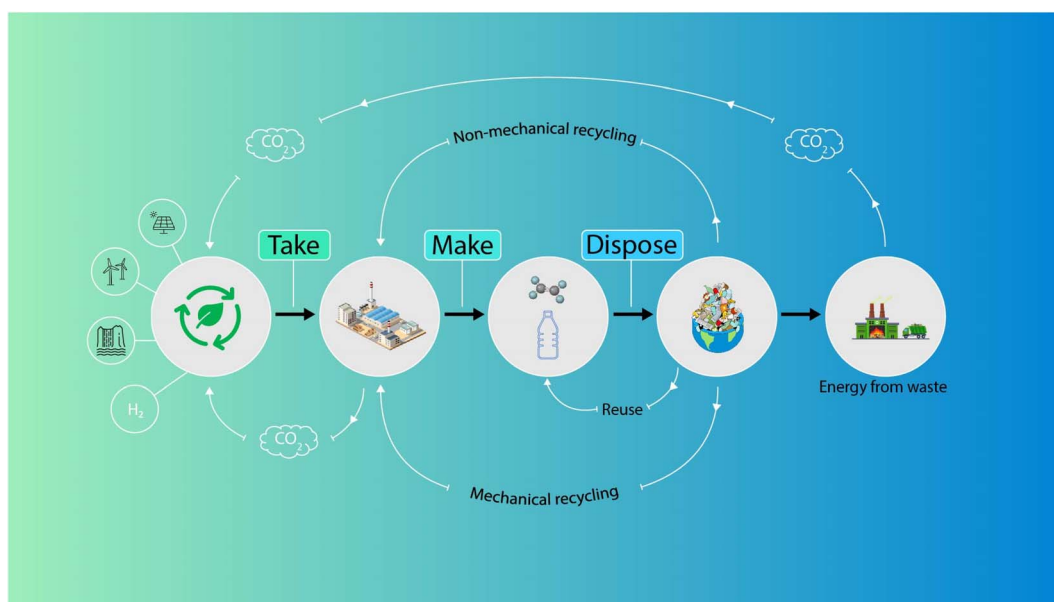 Non-mechanical recycling
CO₂
CO₂
Take
Make
Dispose
H₂
CO₂
Reuse
Energy from waste
Mechanical recycling